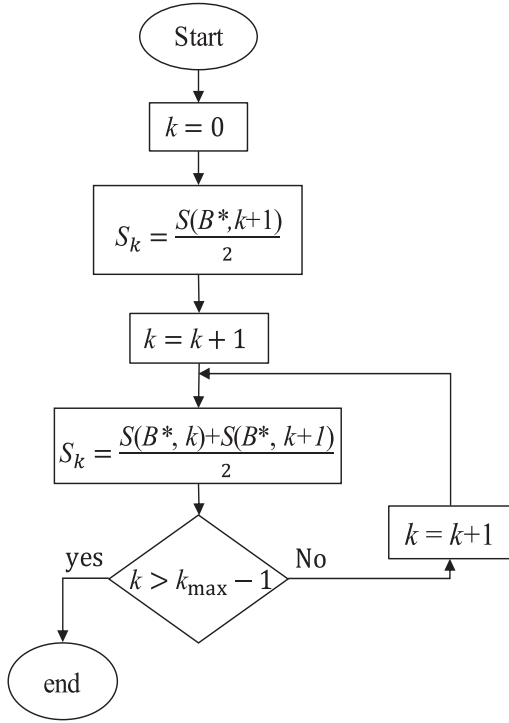 Start
k = 0
S_k = S(B*,k+1)/2
k = k + 1
S_k = S(B*, k)+S(B*, k+1)/2
k = k+1
yes
k > k_max − 1
No
end